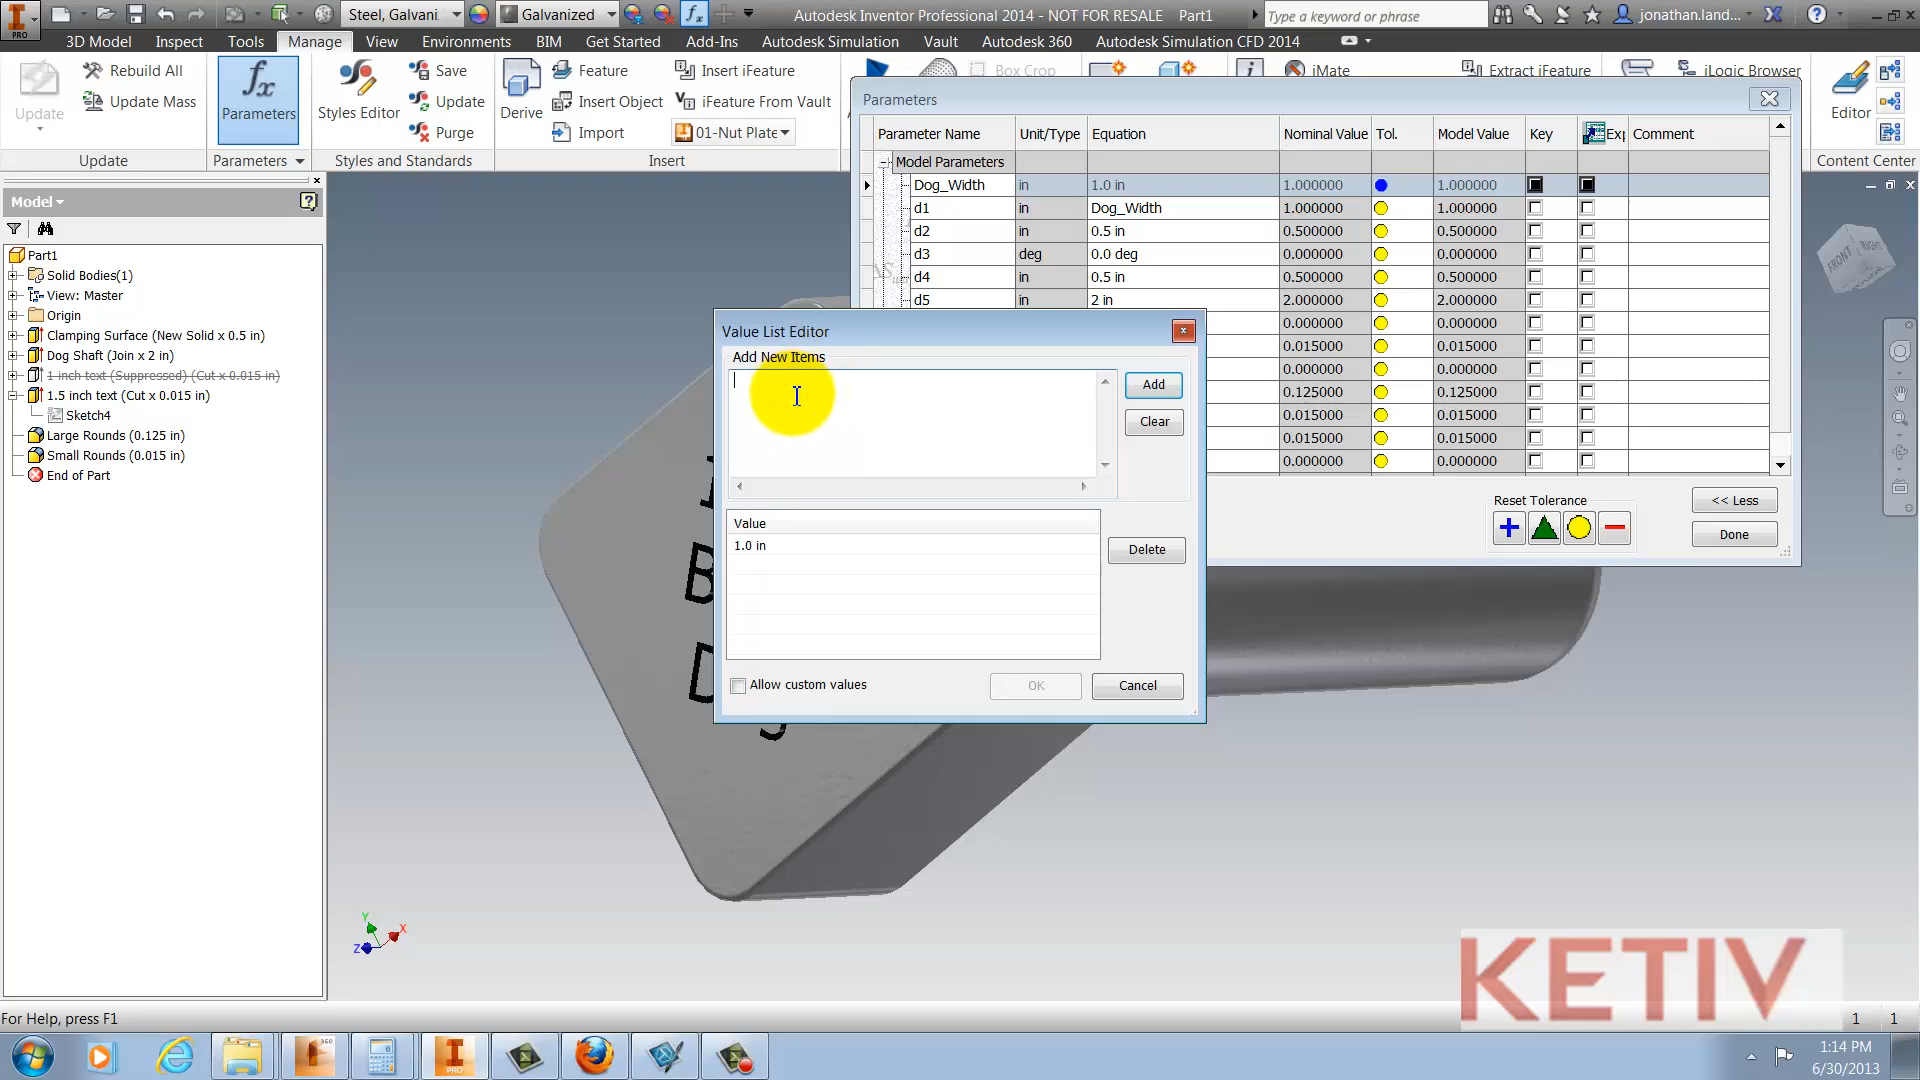 Steel, Galvani
Galvanized
Autodesk Inventor Professional 2014 - NOT FOR RESALE Part1
Type a keyword or phrase
jonathan.land...
PRO
3D Model Inspect Tools Manage View Environments BIM Get Started Add-Ins Autodesk Simulation Vault Autodesk 360 Autodesk Simulation CFD 2014
Update
Rebuild All
Update Mass
Update
fx
Parameters
Parameters
Styles Editor
Save
Update
Purge
Styles and Standards
Derive
Feature
Insert Object
Import
Insert iFeature
iFeature From Vault
01-Nut Plate
Insert
Box Crop
iMate
Extract iFeature
iLogic Browser
Editor
Content Center
Parameters
Parameter Name Unit/Type Equation Nominal Value Tol. Model Value Key Comment
Model Parameters
Dog_Width in 1.0 in 1.000000 1.000000
d1 in Dog_Width 1.000000 1.000000
d2 in 0.5 in 0.500000 0.500000
d3 deg 0.0 deg 0.000000 0.000000
d4 in 0.5 in 0.500000 0.500000
d5 in 2 in 2.000000 2.000000
0.000000 0.000000
0.015000 0.015000
0.000000 0.000000
0.125000 0.125000
0.015000 0.015000
0.015000 0.015000
0.000000 0.000000
Reset Tolerance
<< Less
Done
Model
Part1
Solid Bodies(1)
View: Master
Origin
Clamping Surface (New Solid x 0.5 in)
Dog Shaft (Join x 2 in)
1 inch text (Suppressed) (Cut x 0.015 in)
1.5 inch text (Cut x 0.015 in)
Sketch4
Large Rounds (0.125 in)
Small Rounds (0.015 in)
End of Part
Value List Editor
Add New Items
Add
Clear
Value
1.0 in
Delete
Allow custom values
OK
Cancel
FRONT RIGHT
Y
X
Z
KETIV
For Help, press F1
1 1
PRO
1:14 PM
6/30/2013